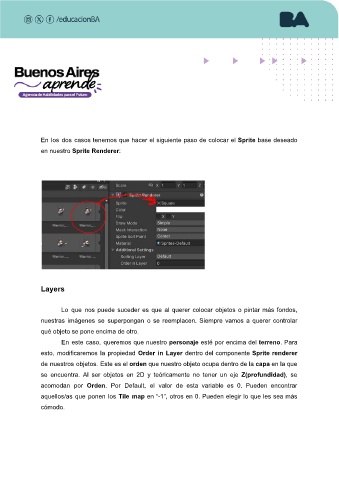 /educacionBA
BA
Buenos Aires
aprende
Agencia de Habilidades para el Futuro
En los dos casos tenemos que hacer el siguiente paso de colocar el Sprite base deseado
en nuestro Sprite Renderer.
Scale X 1 Y 1 Z
Sprite Renderer
Sprite Square
Color
Flip X Y
Draw Mode Simple
Mask Interaction None
Sprite Sort Point Center
Material Sprites-Default
Additional Settings
Sorting Layer Default
Order in Layer 0
Layers
Lo que nos puede suceder es que al querer colocar objetos o pintar más fondos,
nuestras imágenes se superpongan o se reemplacen. Siempre vamos a querer controlar
qué objeto se pone encima de otro.
En este caso, queremos que nuestro personaje esté por encima del terreno. Para
esto, modificaremos la propiedad Order in Layer dentro del componente Sprite renderer
de nuestros objetos. Este es el orden que nuestro objeto ocupa dentro de la capa en la que
se encuentra. Al ser objetos en 2D y teóricamente no tener un eje Z(profundidad), se
acomodan por Orden. Por Default, el valor de esta variable es 0. Pueden encontrar
aquellos/as que ponen los Tile map en “-1”, otros en 0. Pueden elegir lo que les sea más
cómodo.